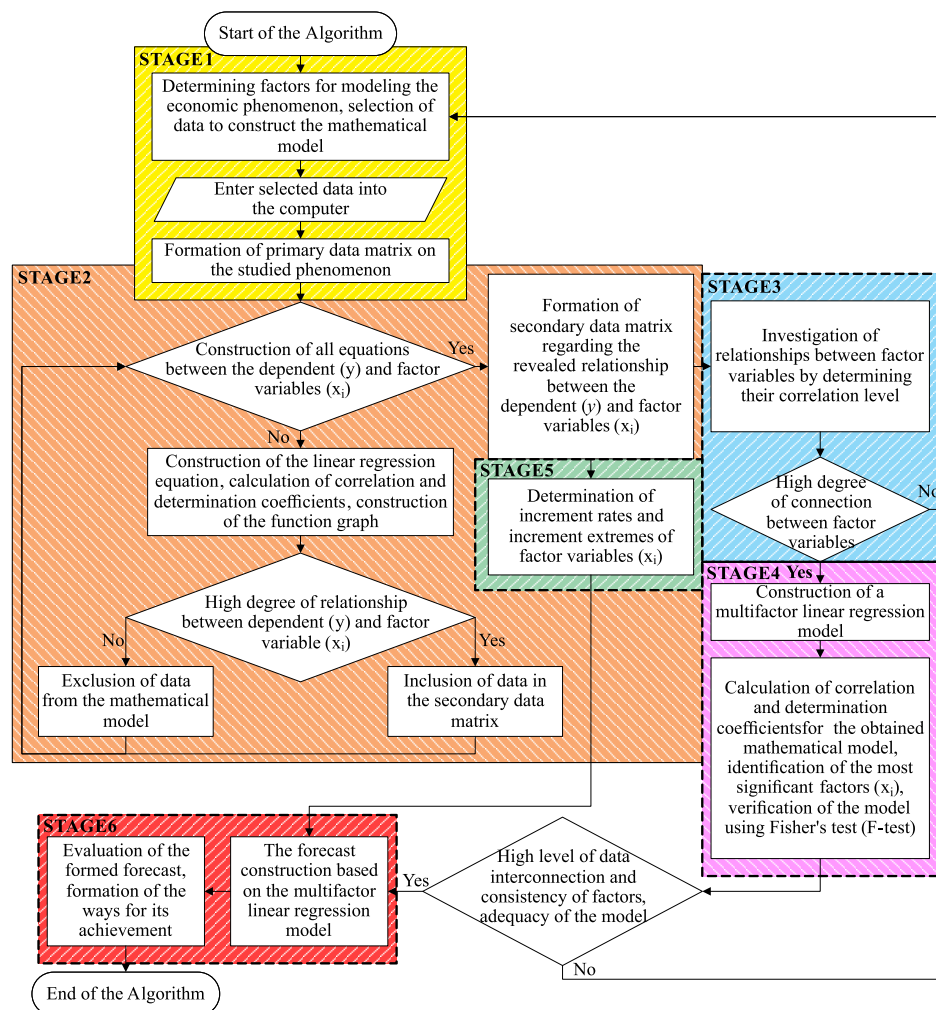 Start of the Algorithm
STAGE1
Determining factors for modeling the
economic phenomenon, selection of
data to construct the mathematical
model
Enter selected data into
the computer
Formation of primary data matrix on
the studied phenomenon
STAGE2
Construction of all equations
between the dependent (y) and factor
variables (xi)
Yes
No
Formation of
secondary data matrix
regarding the
revealed relationship
between the
dependent (y) and factor
variables (xi)
Construction of the linear regression
equation, calculation of correlation and
determination coefficients, construction
of the function graph
High degree of relationship
between dependent (y) and factor
variable (xi)
No
Yes
Exclusion of data
from the mathematical
model
Inclusion of data in
the secondary data
matrix
STAGE3
Investigation of
relationships between factor
variables by determining
their correlation level
High degree
of connection
between factor
variables
No
STAGE5
Determination of
increment rates and
increment extremes of
factor variables (xi)
STAGE4 Yes
Construction of a
multifactor linear regression
model
Calculation of correlation
and determination
coefficientsfor the obtained
mathematical model,
identification of the most
significant factors (xi),
verification of the model
using Fisher's test (F-test)
High level of data
interconnection and
consistency of factors,
adequacy of the model
Yes
No
STAGE6
The forecast
construction based on
the multifactor
linear regression
model
Evaluation of the
formed forecast,
formation of the
ways for its
achievement
End of the Algorithm